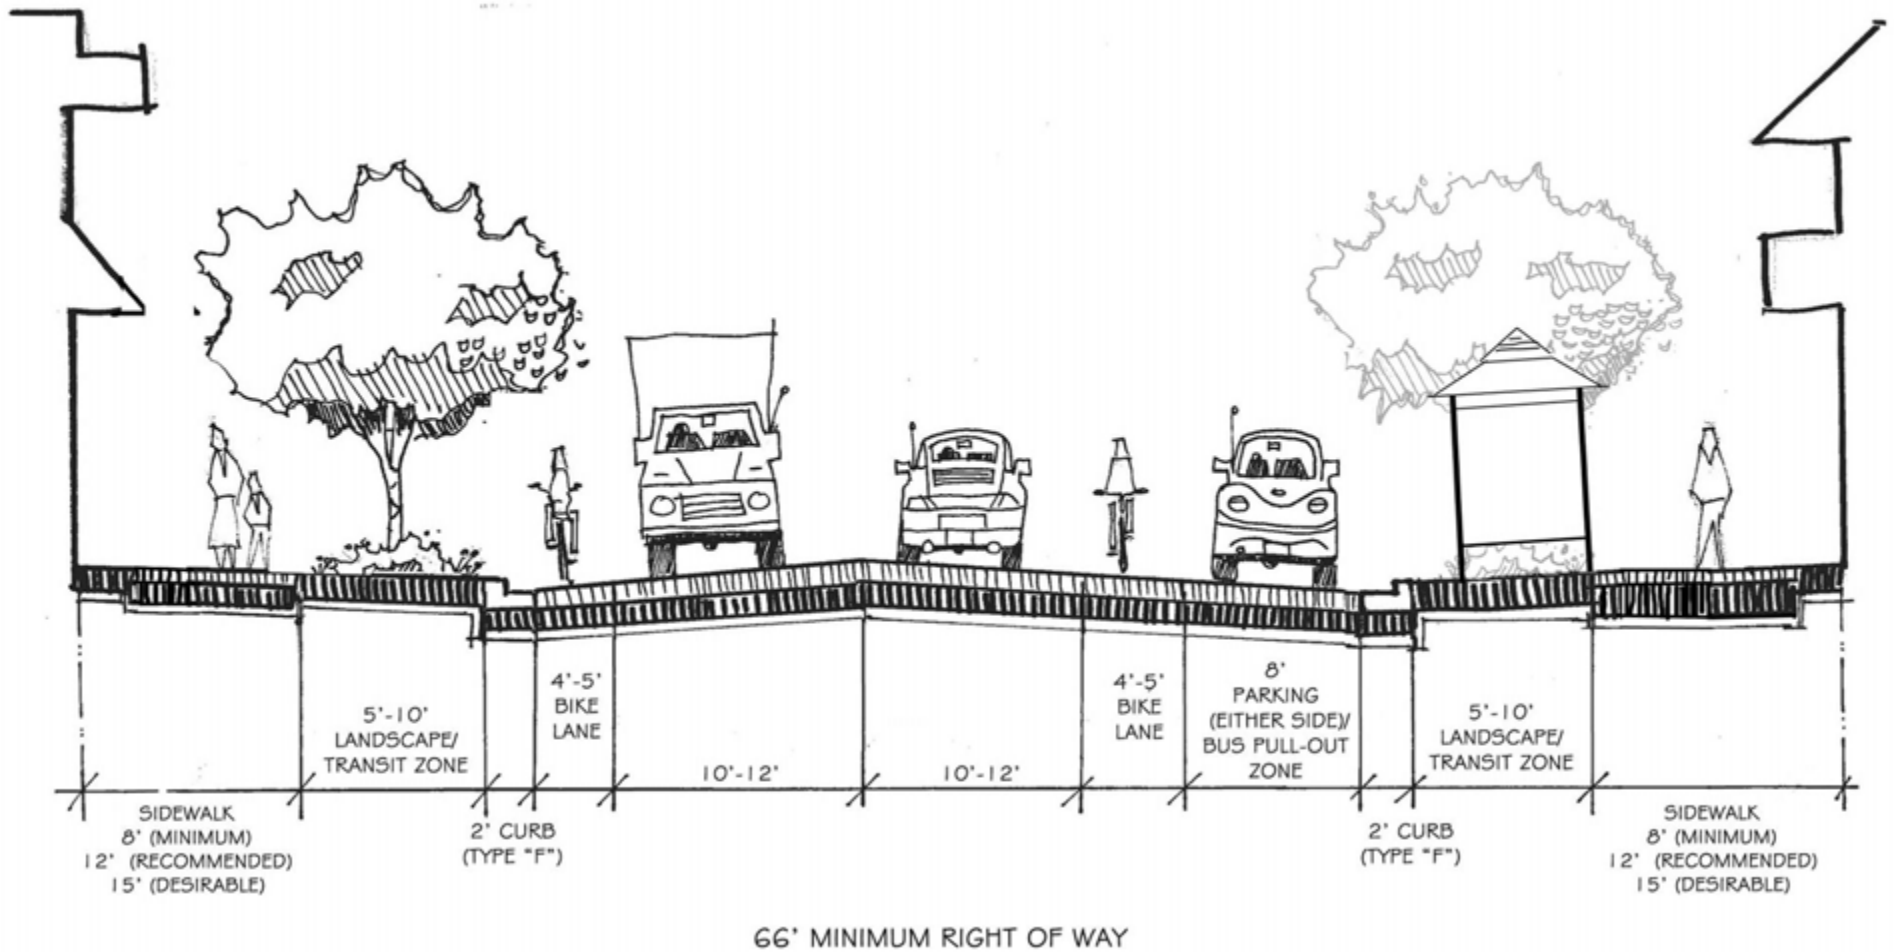 5'-10'
LANDSCAPE/
TRANSIT ZONE
4'-5'
BIKE
LANE
10'-12'
10'-12'
4'-5'
BIKE
LANE
8'
PARKING
(EITHER SIDE)/
BUS PULL-OUT
ZONE
5'-10'
LANDSCAPE/
TRANSIT ZONE
SIDEWALK
8' (MINIMUM)
12' (RECOMMENDED)
15' (DESIRABLE)
2' CURB
(TYPE "F")
2' CURB
(TYPE "F")
SIDEWALK
8' (MINIMUM)
12' (RECOMMENDED)
15' (DESIRABLE)
66' MINIMUM RIGHT OF WAY